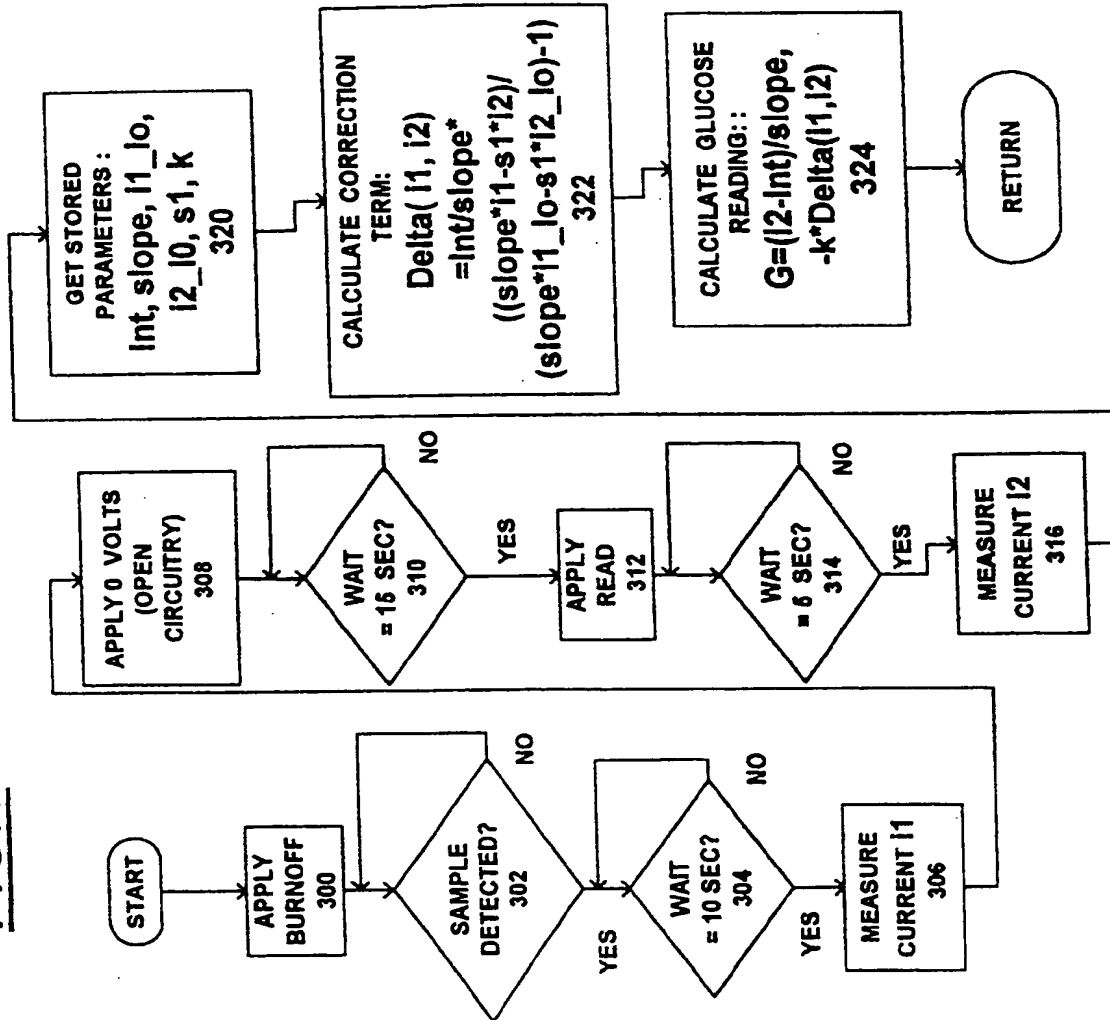 START
APPLY
BURNOFF
300
SAMPLE
DETECTED?
302
NO
YES
WAIT
= 10 SEC?
304
NO
YES
MEASURE
CURRENT I1
306
APPLY 0 VOLTS
(OPEN
CIRCUITRY)
308
WAIT
= 15 SEC?
310
NO
YES
APPLY
READ
312
WAIT
= 5 SEC?
314
NO
YES
MEASURE
CURRENT I2
316
GET STORED
PARAMETERS :
Int, slope, i1_lo,
i2_l0, s1, k
320
CALCULATE CORRECTION
TERM:
Delta( i1, i2)
=Int/slope*
((slope*i1-s1*i2)/
(slope*i1_lo-s1*i2_lo)-1)
322
CALCULATE GLUCOSE
READING: :
G=(i2-Int)/slope,
-k*Delta(i1,i2)
324
RETURN